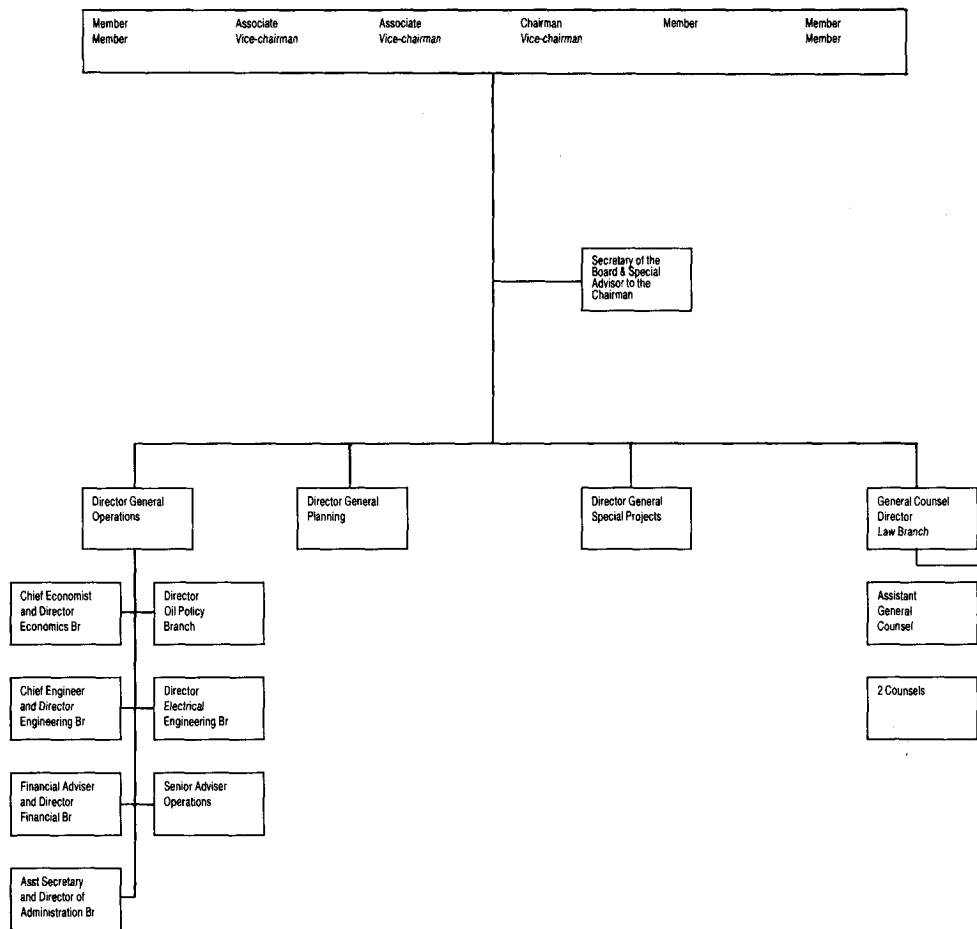 Member
Member
Associate
Vice-chairman
Associate
Vice-chairman
Chairman
Vice-chairman
Member
Member
Member
Secretary of the
Board & Special
Advisor to the
Chairman
Director General
Operations
Director General
Planning
Director General
Special Projects
General Counsel
Director
Law Branch
Chief Economist
and Director
Economics Br
Director
Oil Policy
Branch
Assistant
General
Counsel
Chief Engineer
and Director
Engineering Br
Director
Electrical
Engineering Br
2 Counsels
Financial Adviser
and Director
Financial Br
Senior Adviser
Operations
Asst Secretary
and Director of
Administration Br